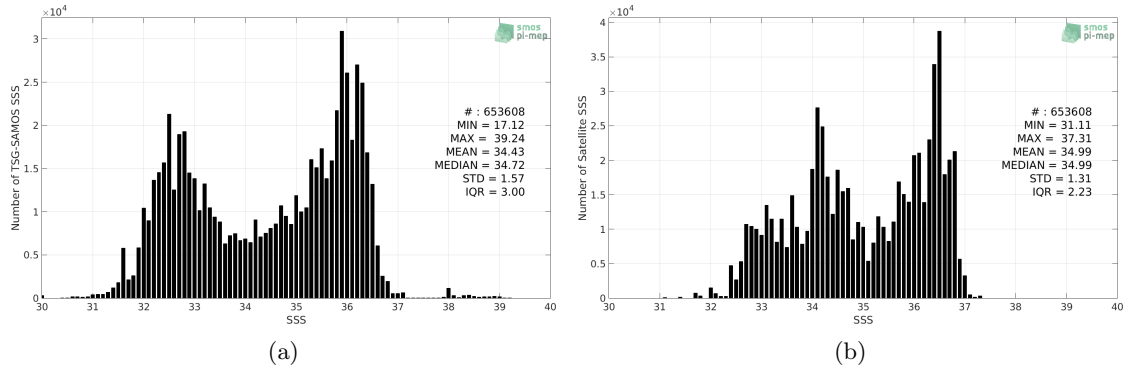 ×10⁴
smos
pi-mep
Number of TSG-SAMOS SSS
3
2.5
2
1.5
1
0.5
0
# : 653608
MIN = 17.12
MAX = 39.24
MEAN = 34.43
MEDIAN = 34.72
STD = 1.57
IQR = 3.00
30 31 32 33 34 35 36 37 38 39 40
SSS
(a)
×10⁴
smos
pi-mep
Number of Satellite SSS
4
3.5
3
2.5
2
1.5
1
0.5
0
# : 653608
MIN = 31.11
MAX = 37.31
MEAN = 34.99
MEDIAN = 34.99
STD = 1.31
IQR = 2.23
30 31 32 33 34 35 36 37 38 39 40
SSS
(b)